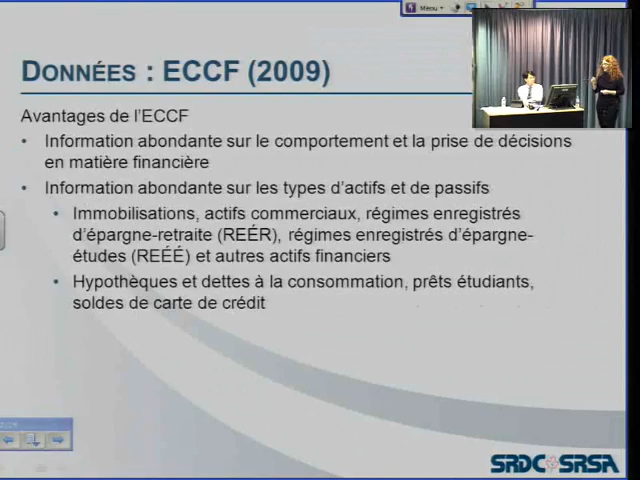 Menu
DONNÉES : ECCF (2009)
Avantages de l'ECCF
• Information abondante sur le comportement et la prise de décisions
en matière financière
• Information abondante sur les types d'actifs et de passifs
• Immobilisations, actifs commerciaux, régimes enregistrés
d'épargne-retraite (REÉR), régimes enregistrés d'épargne-
études (REÉÉ) et autres actifs financiers
• Hypothèques et dettes à la consommation, prêts étudiants,
soldes de carte de crédit
SRDC SRSA